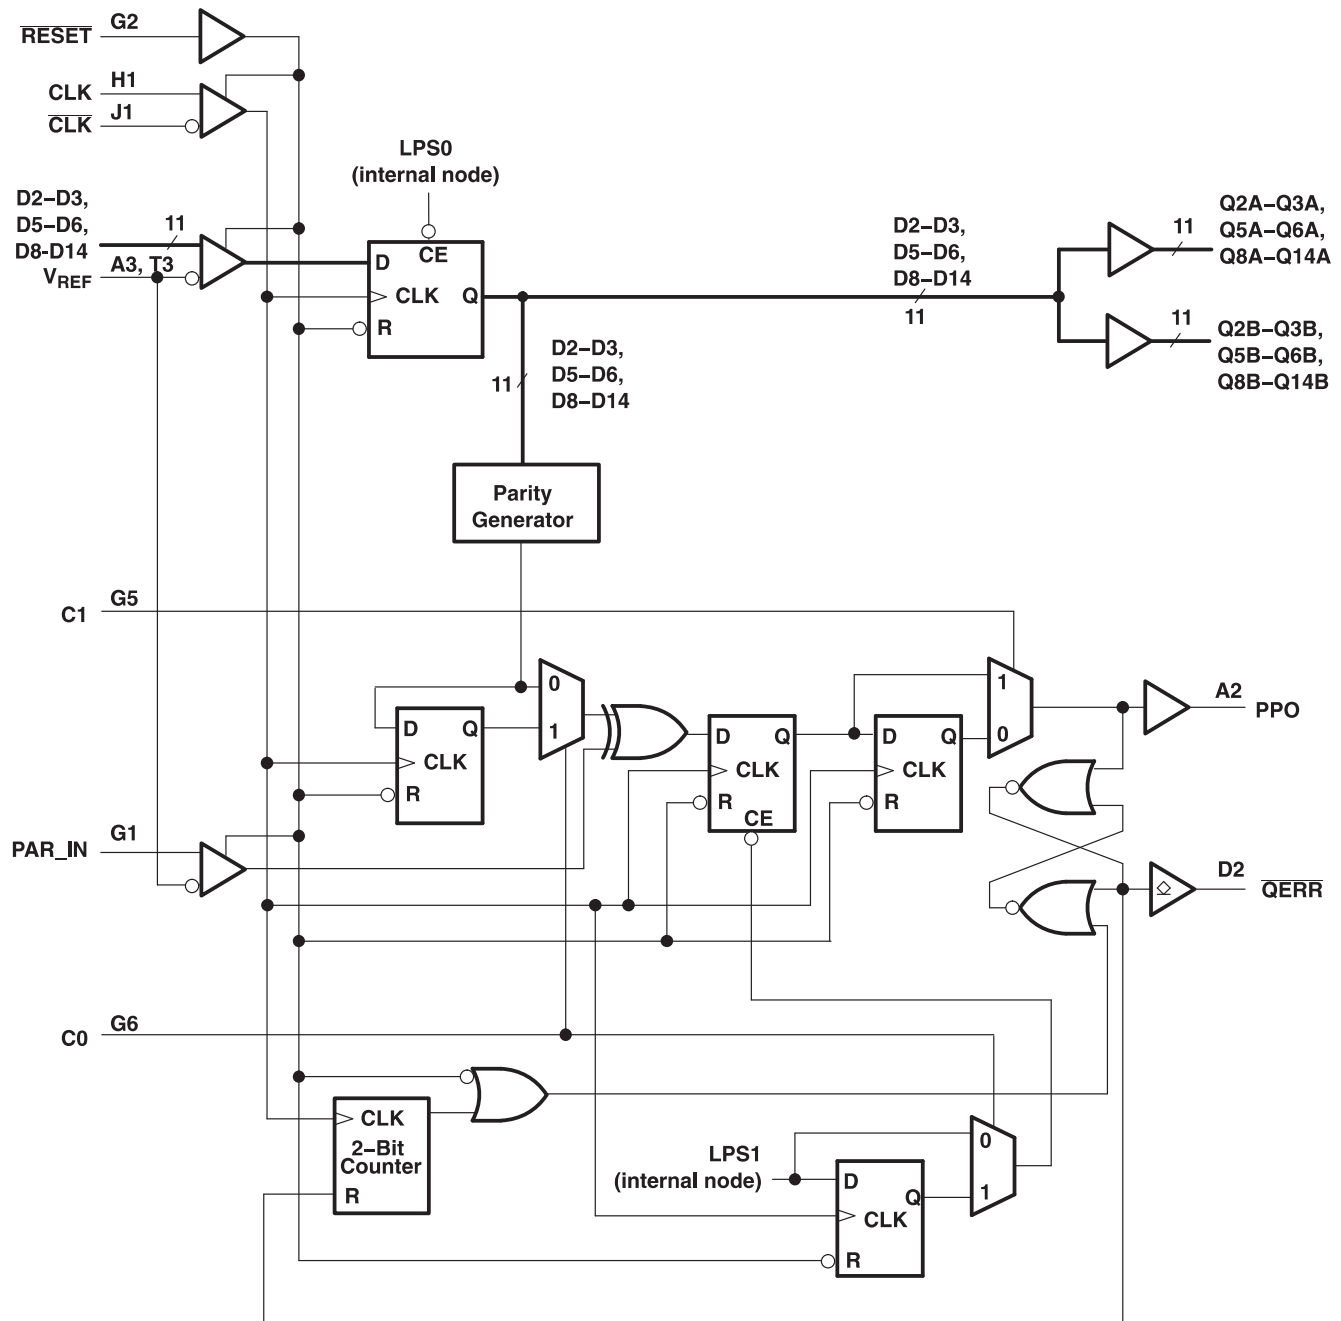 RESET
G2
CLK
H1
CLK
J1
LPS0
(internal node)
D2–D3,
D5–D6,
D8-D14
11
VREF
A3, T3
D
CE
CLK
Q
R
D2–D3,
D5–D6,
D8–D14
11
Q2A–Q3A,
Q5A–Q6A,
Q8A–Q14A
11
Q2B–Q3B,
Q5B–Q6B,
Q8B–Q14B
11
D2–D3,
D5–D6,
D8–D14
11
Parity
Generator
C1
G5
0
1
D
Q
CLK
R
D
Q
CLK
R
CE
D
Q
CLK
R
1
0
A2
PPO
PAR_IN
G1
D2
QERR
C0
G6
CLK
2–Bit
Counter
R
LPS1
(internal node)
D
Q
CLK
R
0
1